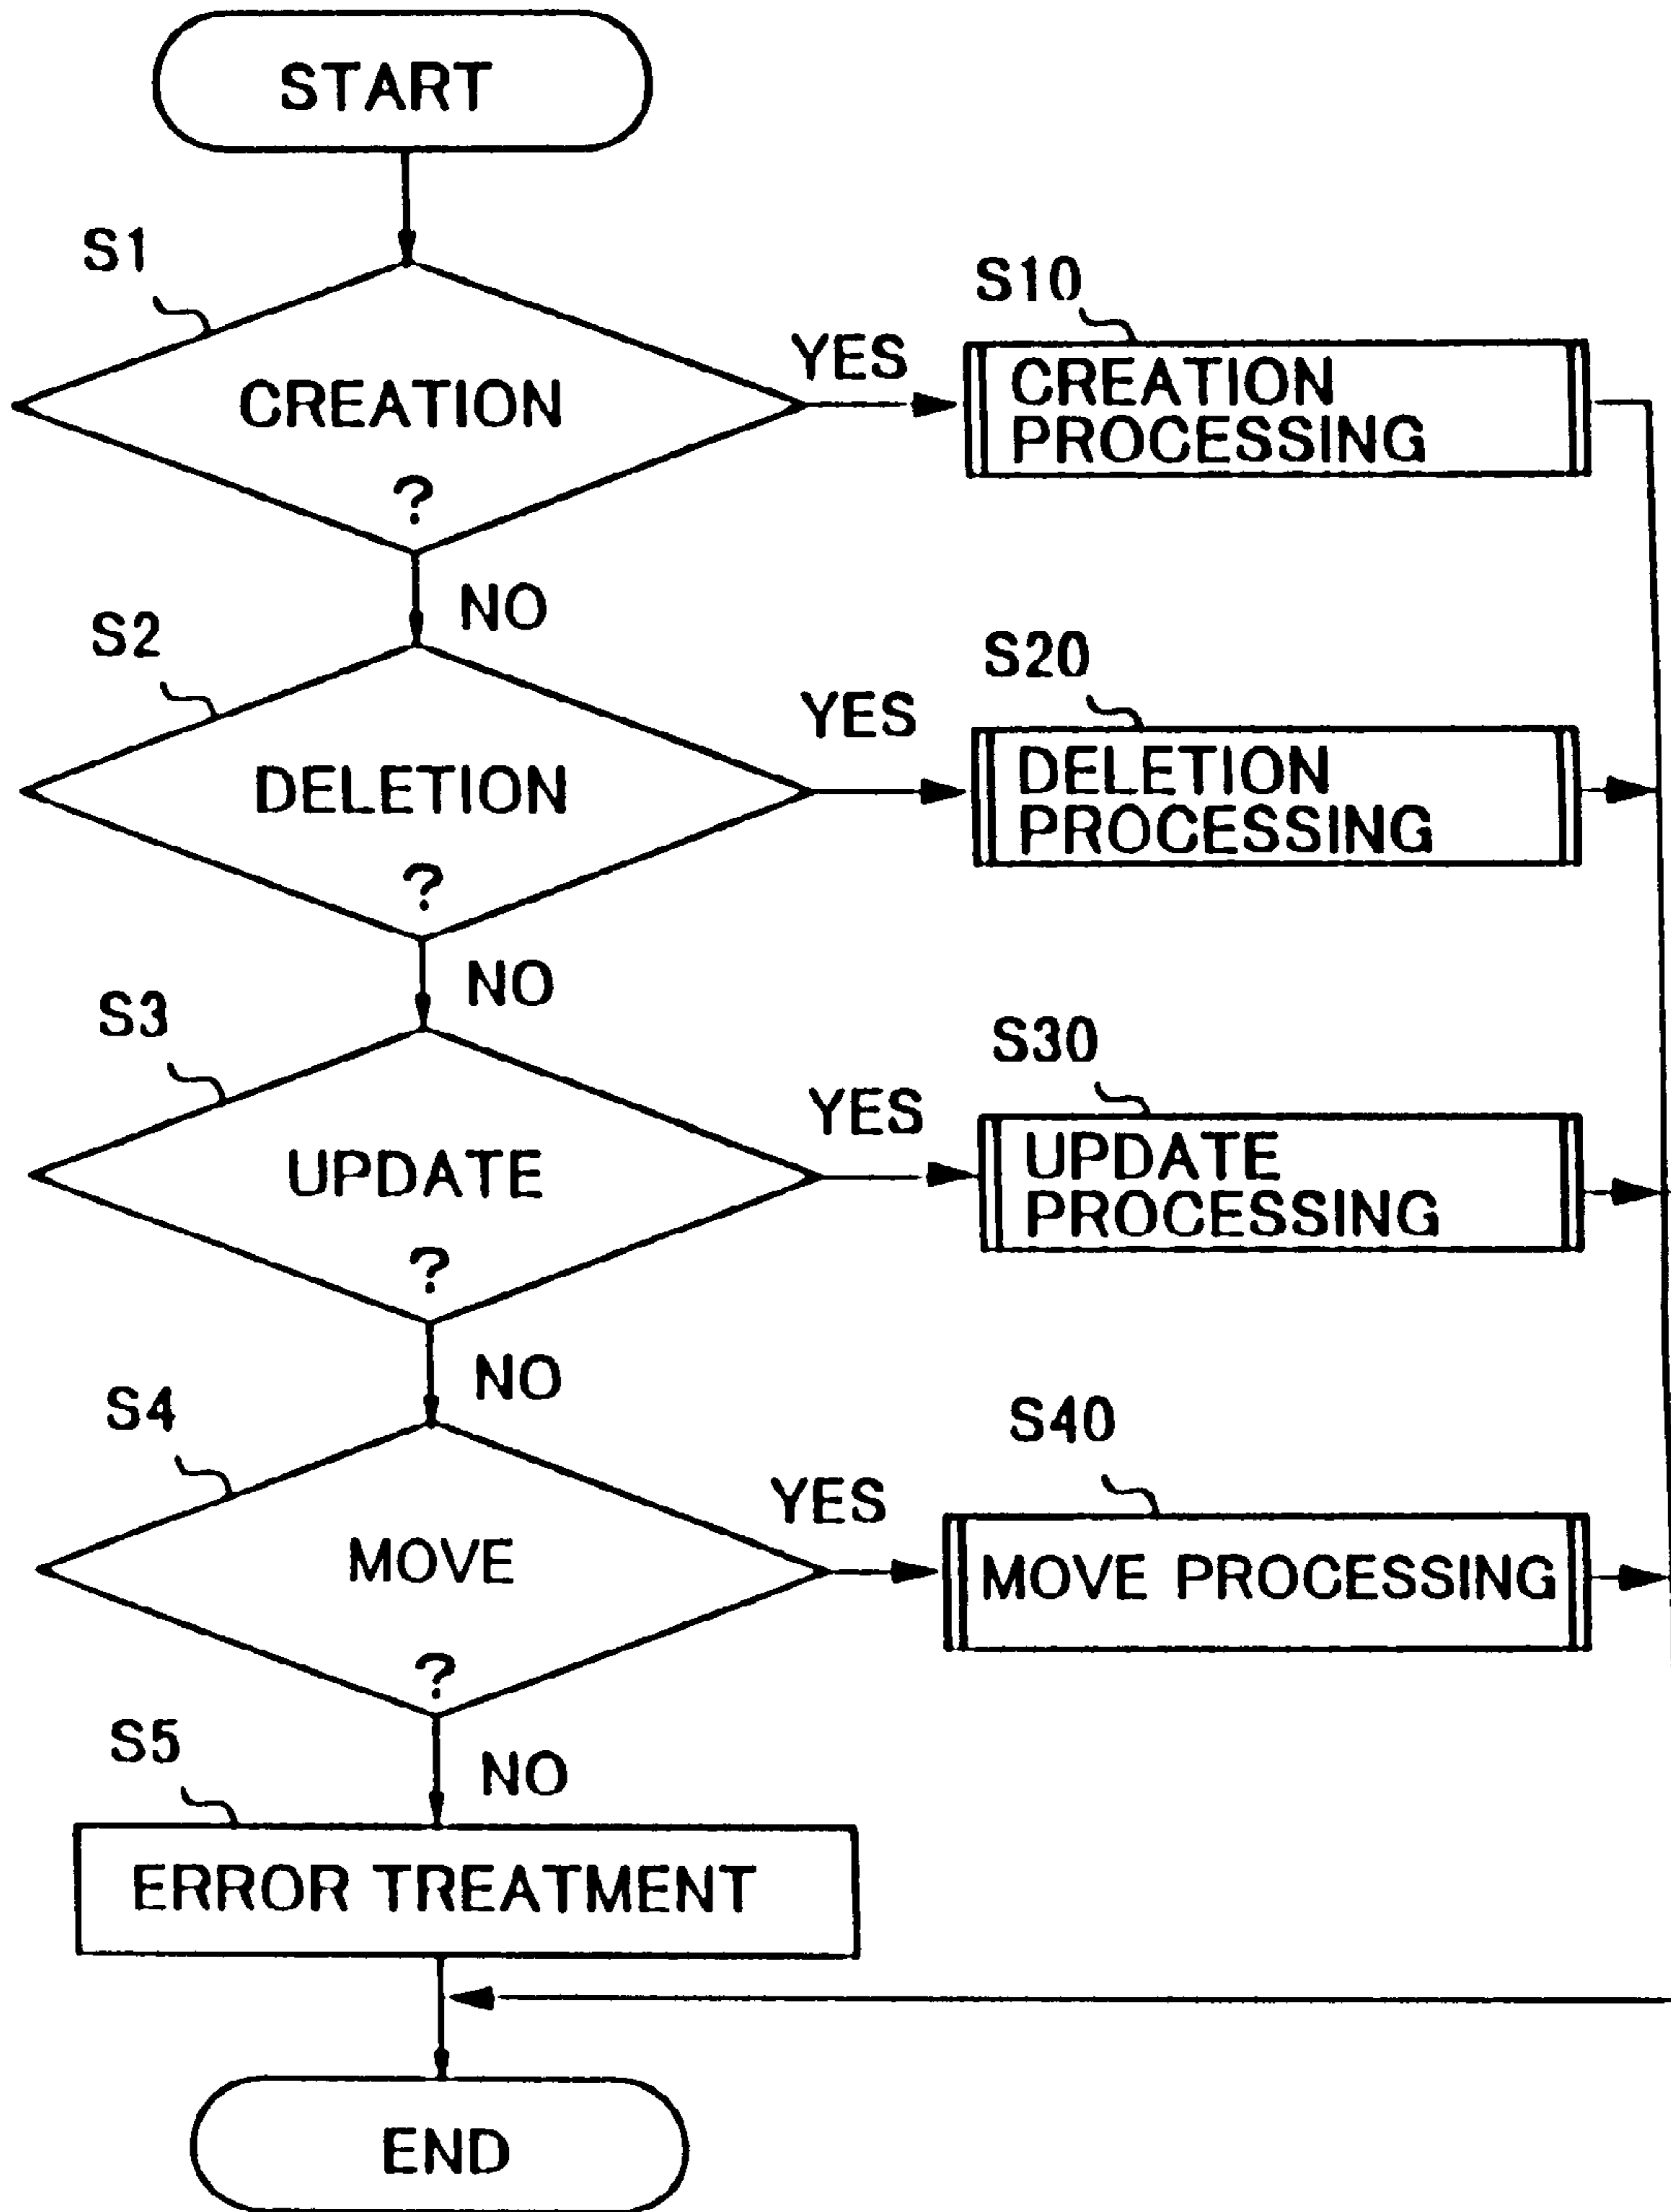 START
S1
CREATION
?
YES
S10
CREATION
PROCESSING
NO
S2
DELETION
?
YES
S20
DELETION
PROCESSING
NO
S3
UPDATE
?
YES
S30
UPDATE
PROCESSING
NO
S4
MOVE
?
YES
S40
MOVE PROCESSING
NO
S5
ERROR TREATMENT
END